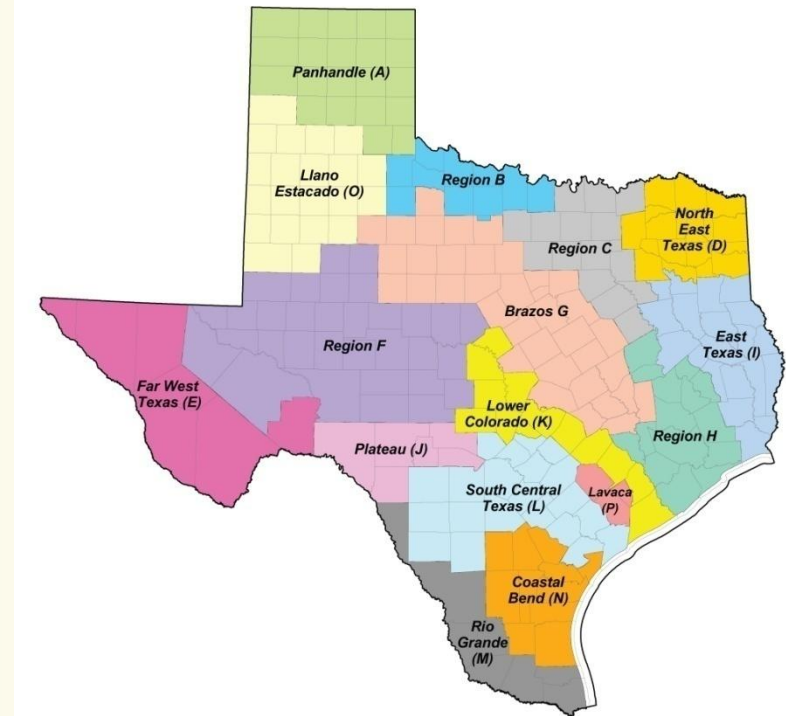 Panhandle (A)
Llano
Estacado (O)
Region B
North
East
Texas (D)
Region C
Brazos G
East
Texas (I)
Region F
Far West
Texas (E)
Lower
Colorado (K)
Region H
Plateau (J)
South Central
Texas (L)
Lavaca
(P)
Coastal
Bend (N)
Rio
Grande
(M)